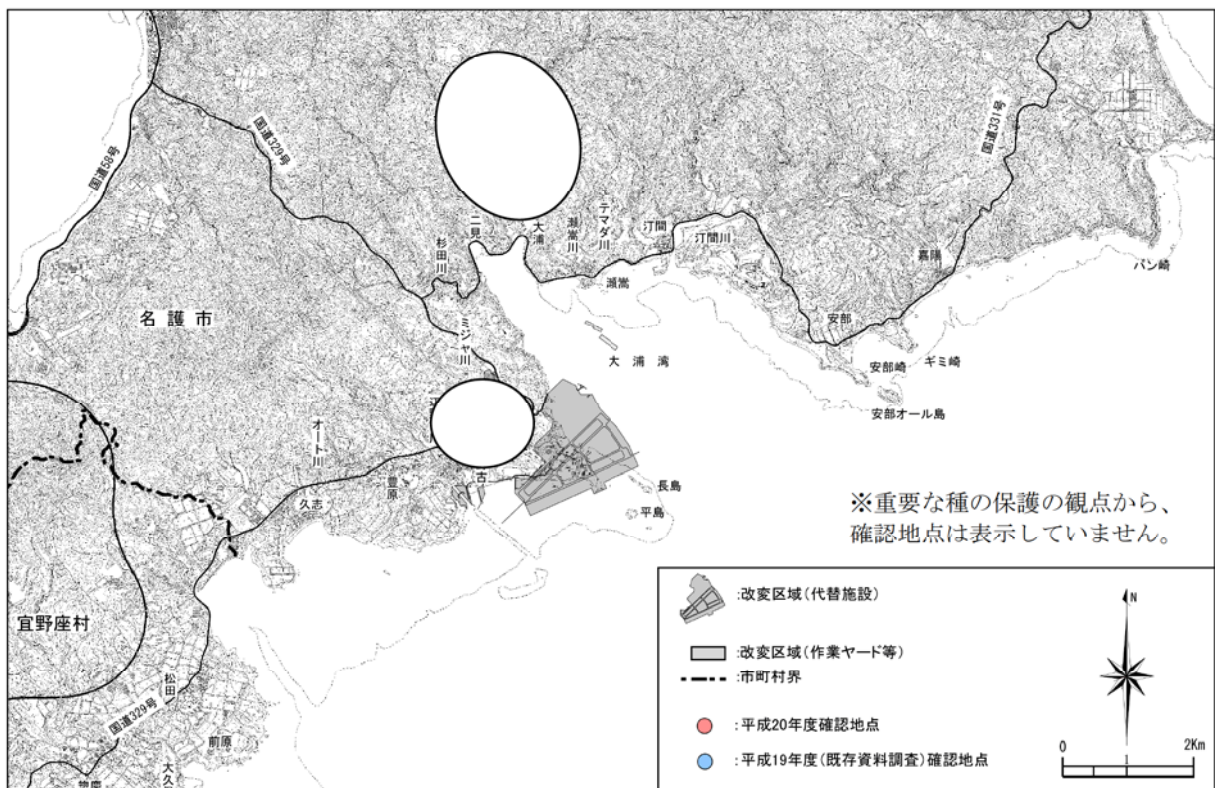 国道58号
国道329号
国道331号
二見
大浦
瀬嵩川
テマダ川
汀間
汀間川
杉田川
瀬嵩
嘉陽
バン崎
名護市
ミジャ川
大浦湾
安部
安部崎
ギミ崎
安部オール島
オート川
豊原
久志
古
長島
平島
※重要な種の保護の観点から、
確認地点は表示していません。
宜野座村
松田
国道329号
前原
大久
惣慶
:改変区域(代替施設)
:改変区域(作業ヤード等)
:市町村界
:平成20年度確認地点
:平成19年度(既存資料調査)確認地点
N
0
1
2Km